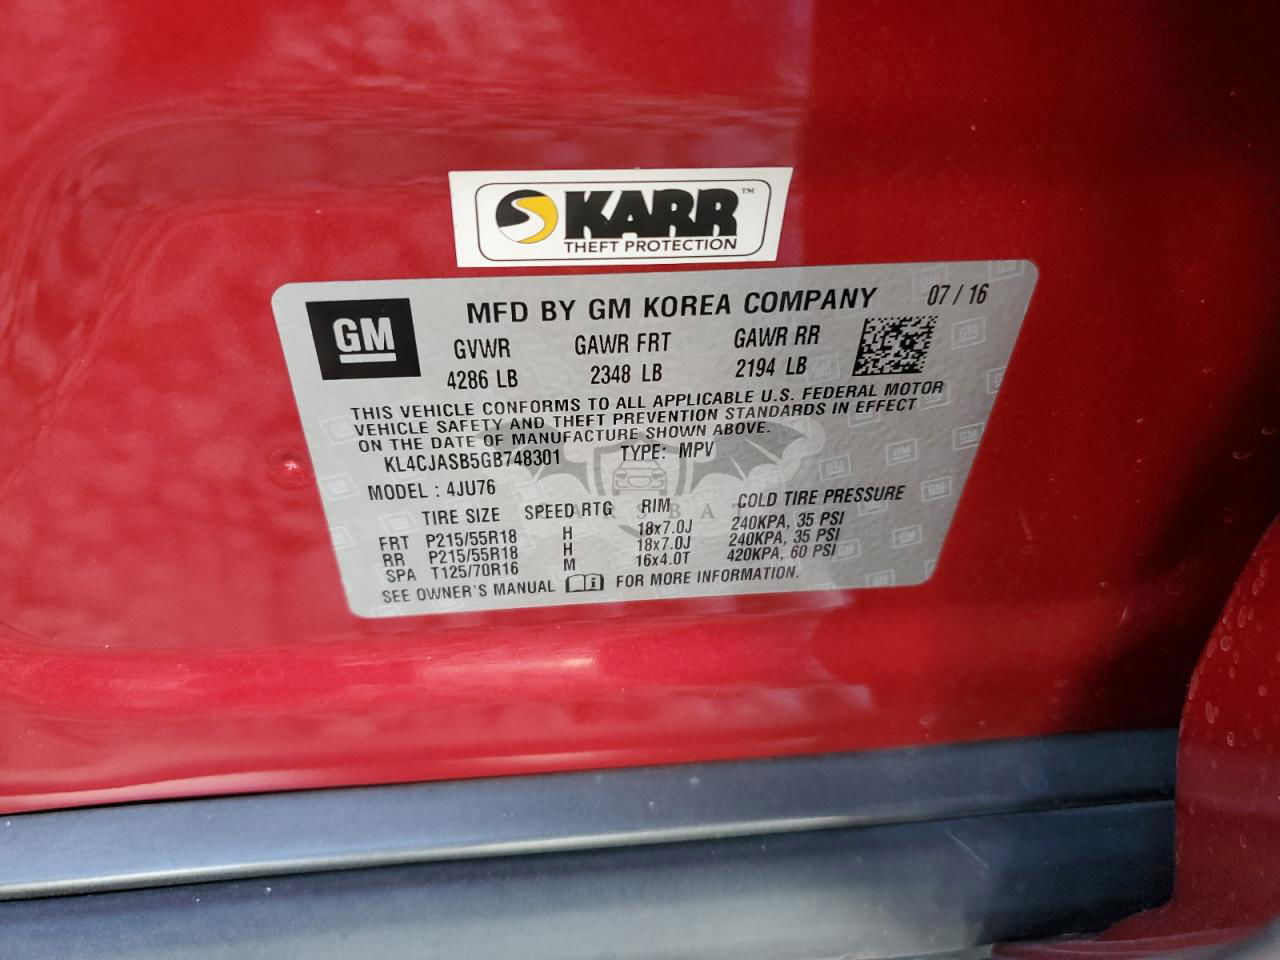 KARR™
THEFT PROTECTION
GM
MFD BY GM KOREA COMPANY 07 / 16
GVWR GAWR FRT GAWR RR
4286 LB 2348 LB 2194 LB
THIS VEHICLE CONFORMS TO ALL APPLICABLE U.S. FEDERAL MOTOR
VEHICLE SAFETY AND THEFT PREVENTION STANDARDS IN EFFECT
ON THE DATE OF MANUFACTURE SHOWN ABOVE.
KL4CJASB5GB748301 TYPE: MPV
MODEL : 4JU76
TIRE SIZE SPEED RTG RIM COLD TIRE PRESSURE
FRT P215/55R18 H 18x7.0J 240KPA, 35 PSI
RR P215/55R18 H 18x7.0J 240KPA, 35 PSI
SPA T125/70R16 M 16x4.0T 420KPA, 60 PSI
SEE OWNER'S MANUAL FOR MORE INFORMATION.